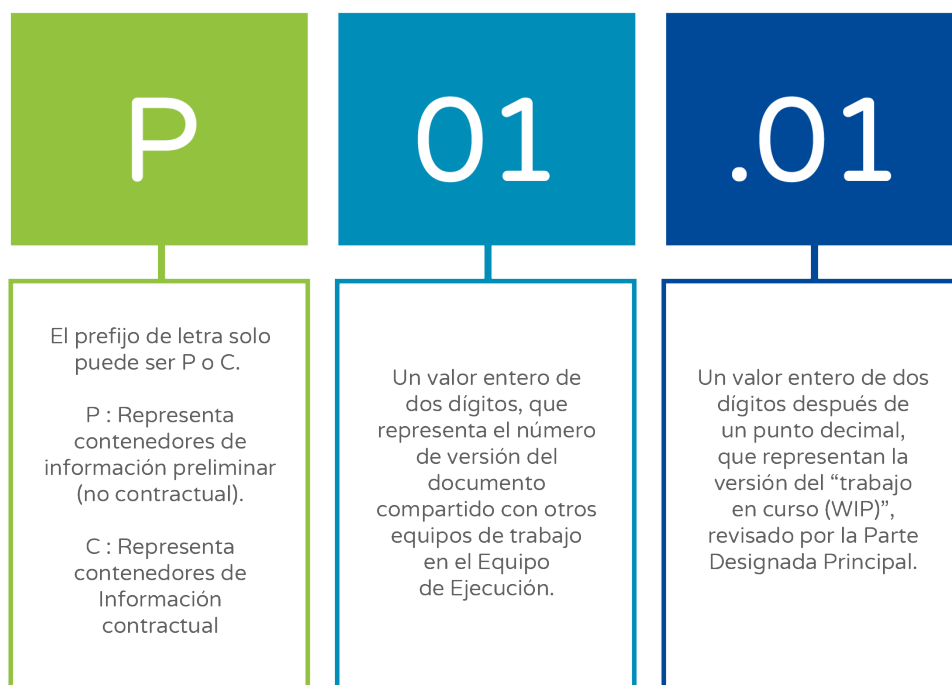 P
01
.01
El prefijo de letra solo
puede ser P o C.
P : Representa
contenedores de
información preliminar
(no contractual).
C : Representa
contenedores de
Información
contractual
Un valor entero de
dos dígitos, que
representa el número
de versión del
documento
compartido con otros
equipos de trabajo
en el Equipo
de Ejecución.
Un valor entero de dos
dígitos después de
un punto decimal,
que representan la
versión del “trabajo
en curso (WIP)”,
revisado por la Parte
Designada Principal.